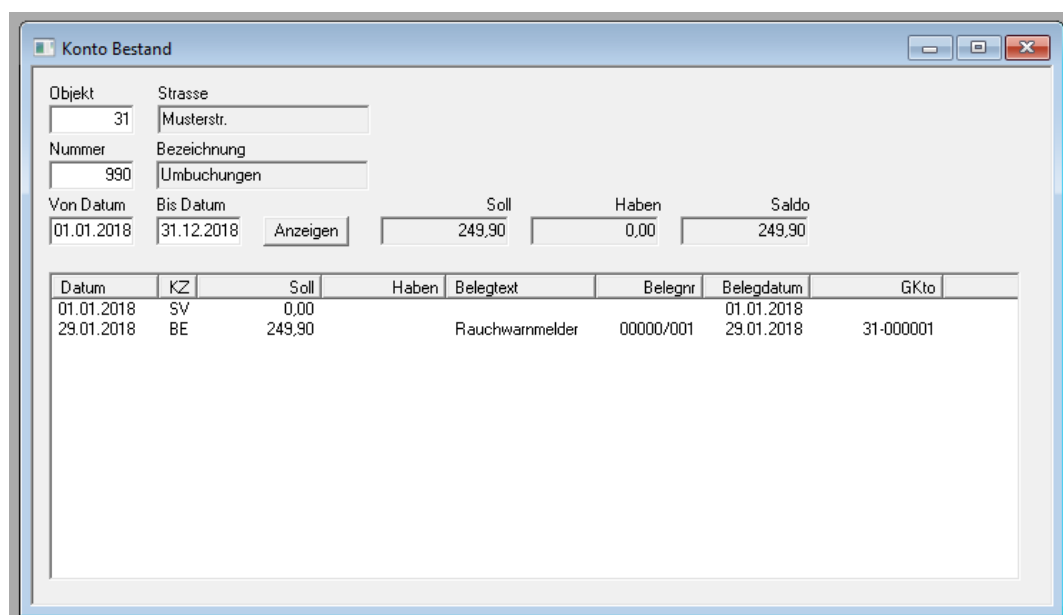 Konto Bestand
Objekt Strasse
31 Musterstr.
Nummer Bezeichnung
990 Umbuchungen
Von Datum Bis Datum Soll Haben Saldo
01.01.2018 31.12.2018 Anzeigen 249,90 0,00 249,90
Datum KZ Soll Haben Belegtext Belegnr Belegdatum GKto
01.01.2018 SV 0,00 01.01.2018
29.01.2018 BE 249,90 Rauchwarnmelder 00000/001 29.01.2018 31-000001